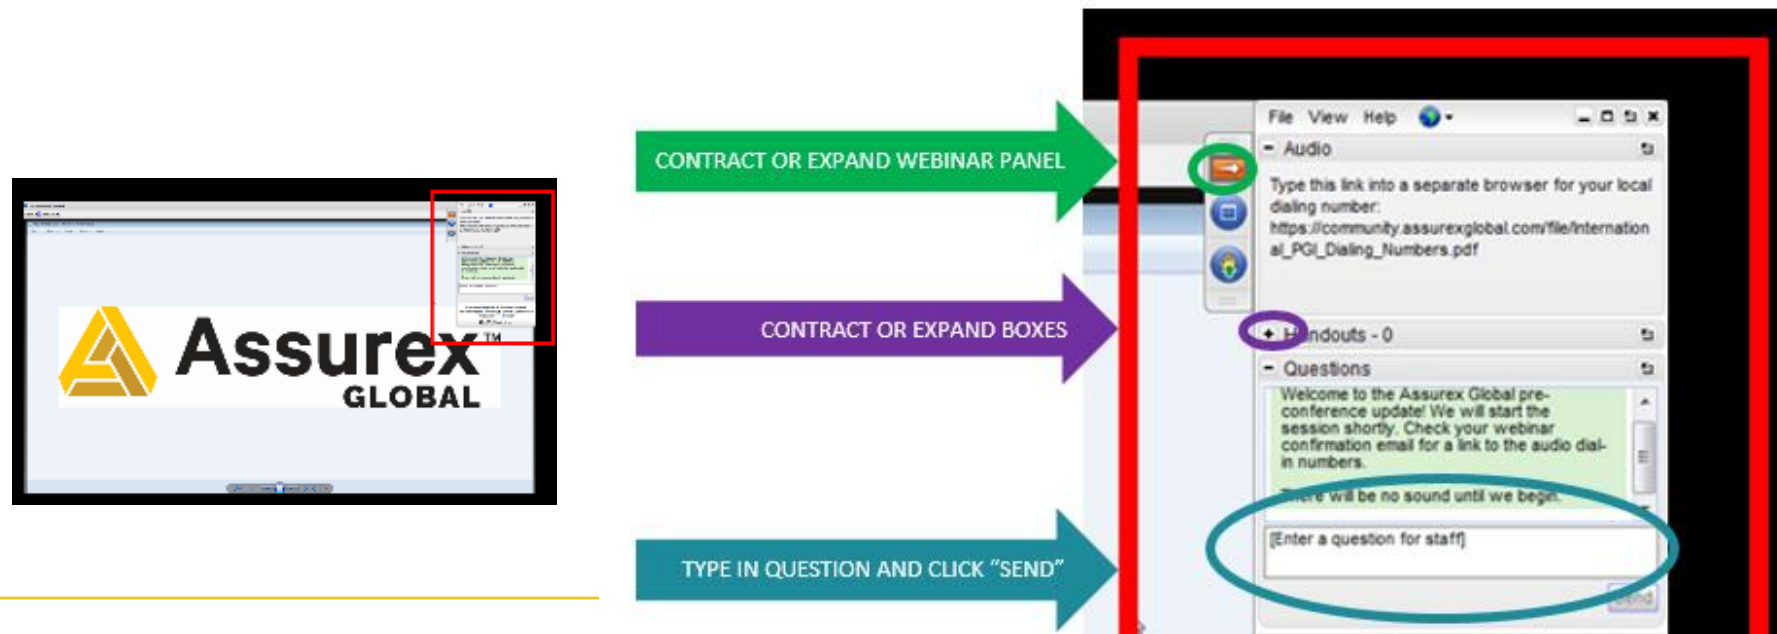 Assurex™
GLOBAL
CONTRACT OR EXPAND WEBINAR PANEL
CONTRACT OR EXPAND BOXES
TYPE IN QUESTION AND CLICK “SEND”
File View Help
Audio
Type this link into a separate browser for your local
dialing number:
https://community.assurexglobal.com/file/Internation
al_PGI_Dialing_Numbers.pdf
Handouts - 0
Questions
Welcome to the Assurex Global pre-
conference update! We will start the
session shortly. Check your webinar
confirmation email for a link to the audio dial-
in numbers.
There will be no sound until we begin.
[Enter a question for staff]
Send